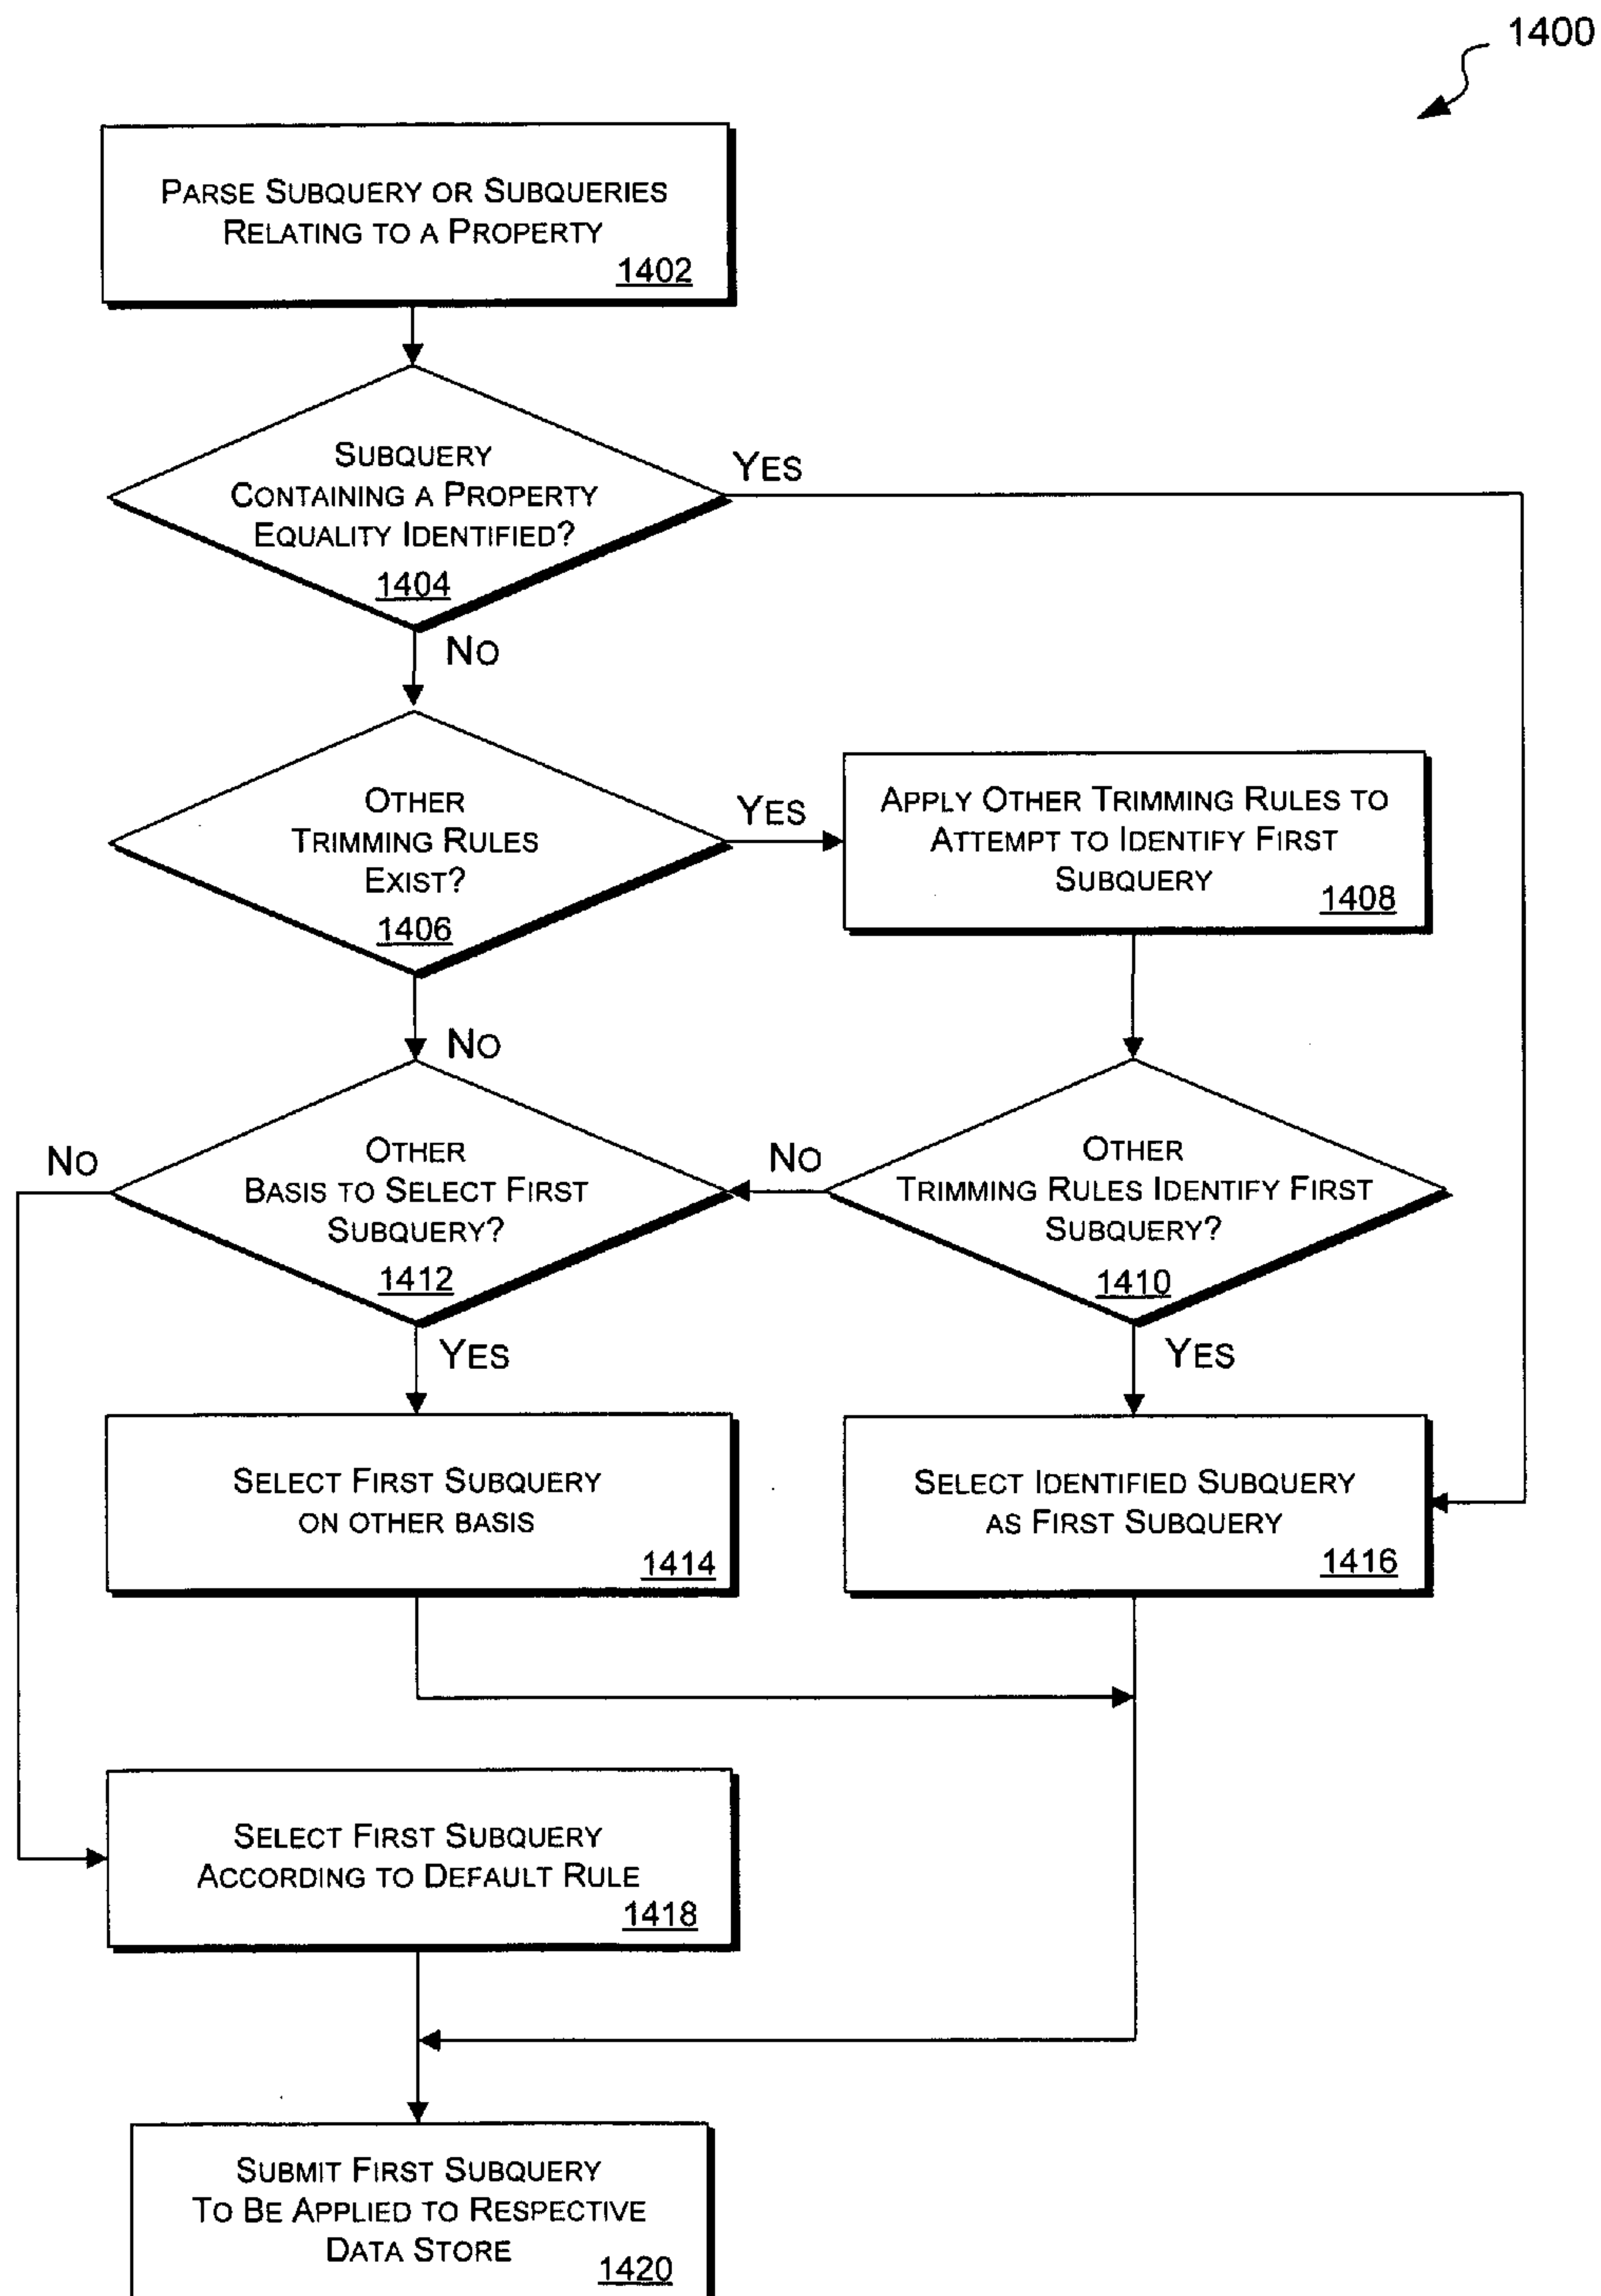 1400
PARSE SUBQUERY OR SUBQUERIES
RELATING TO A PROPERTY
1402
SUBQUERY
CONTAINING A PROPERTY
EQUALITY IDENTIFIED?
1404
YES
NO
OTHER
TRIMMING RULES
EXIST?
1406
YES
APPLY OTHER TRIMMING RULES TO
ATTEMPT TO IDENTIFY FIRST
SUBQUERY
1408
NO
OTHER
BASIS TO SELECT FIRST
SUBQUERY?
1412
NO
NO
OTHER
TRIMMING RULES IDENTIFY FIRST
SUBQUERY?
1410
YES
YES
SELECT FIRST SUBQUERY
ON OTHER BASIS
1414
SELECT IDENTIFIED SUBQUERY
AS FIRST SUBQUERY
1416
SELECT FIRST SUBQUERY
ACCORDING TO DEFAULT RULE
1418
SUBMIT FIRST SUBQUERY
TO BE APPLIED TO RESPECTIVE
DATA STORE
1420